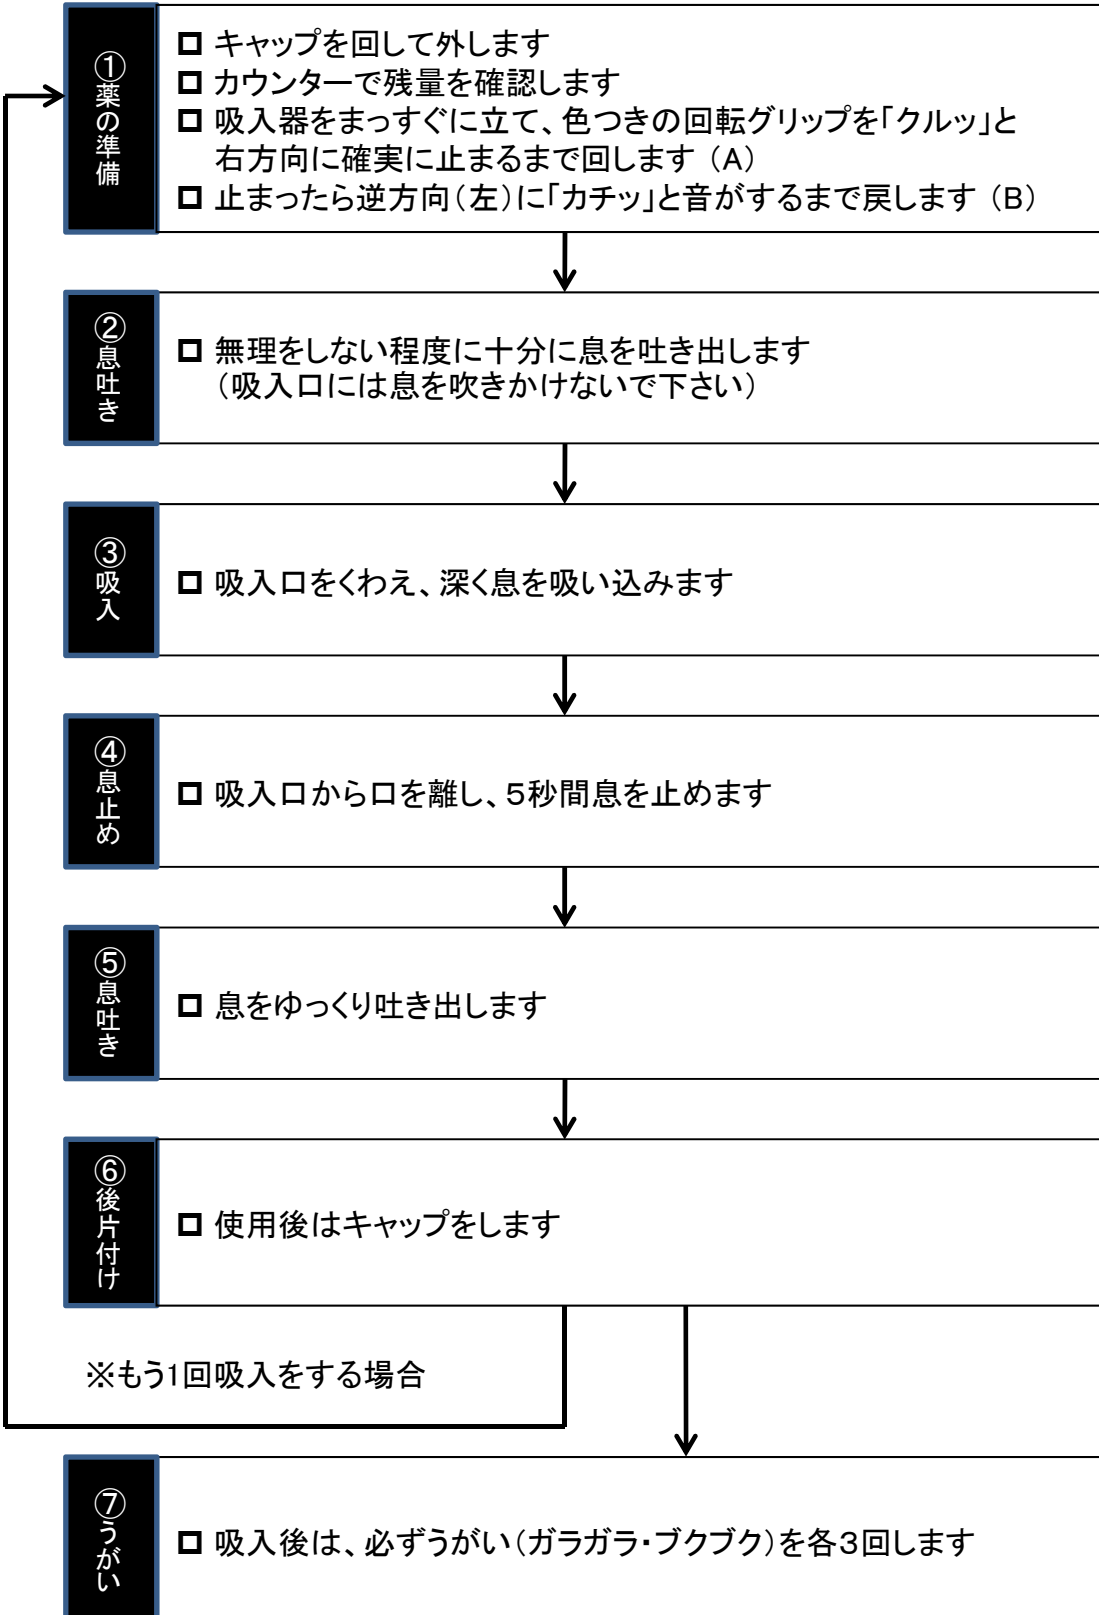 ①薬の準備
□ キャップを回して外します
□ カウンターで残量を確認します
□ 吸入器をまっすぐに立て、色つきの回転グリップを「クルッ」と
右方向に確実に止まるまで回します（A）
□ 止まったら逆方向（左）に「カチッ」と音がするまで戻します（B）
②息吐き
□ 無理をしない程度に十分に息を吐き出します
（吸入口には息を吹きかけないで下さい）
③吸入
□ 吸入口をくわえ、深く息を吸い込みます
④息止め
□ 吸入口から口を離し、５秒間息を止めます
⑤息吐き
□ 息をゆっくり吐き出します
⑥後片付け
□ 使用後はキャップをします
※もう1回吸入をする場合
⑦うがい
□ 吸入後は、必ずうがい（ガラガラ・ブクブク）を各３回します